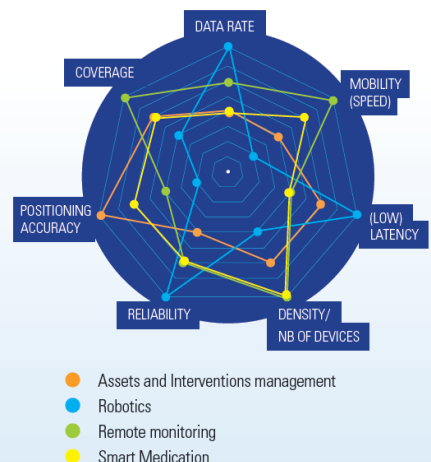 DATA RATE
COVERAGE
MOBILITY
(SPEED)
POSITIONING
ACCURACY
(LOW)
LATENCY
RELIABILITY
DENSITY/
NB OF DEVICES
Assets and Interventions management
Robotics
Remote monitoring
Smart Medication